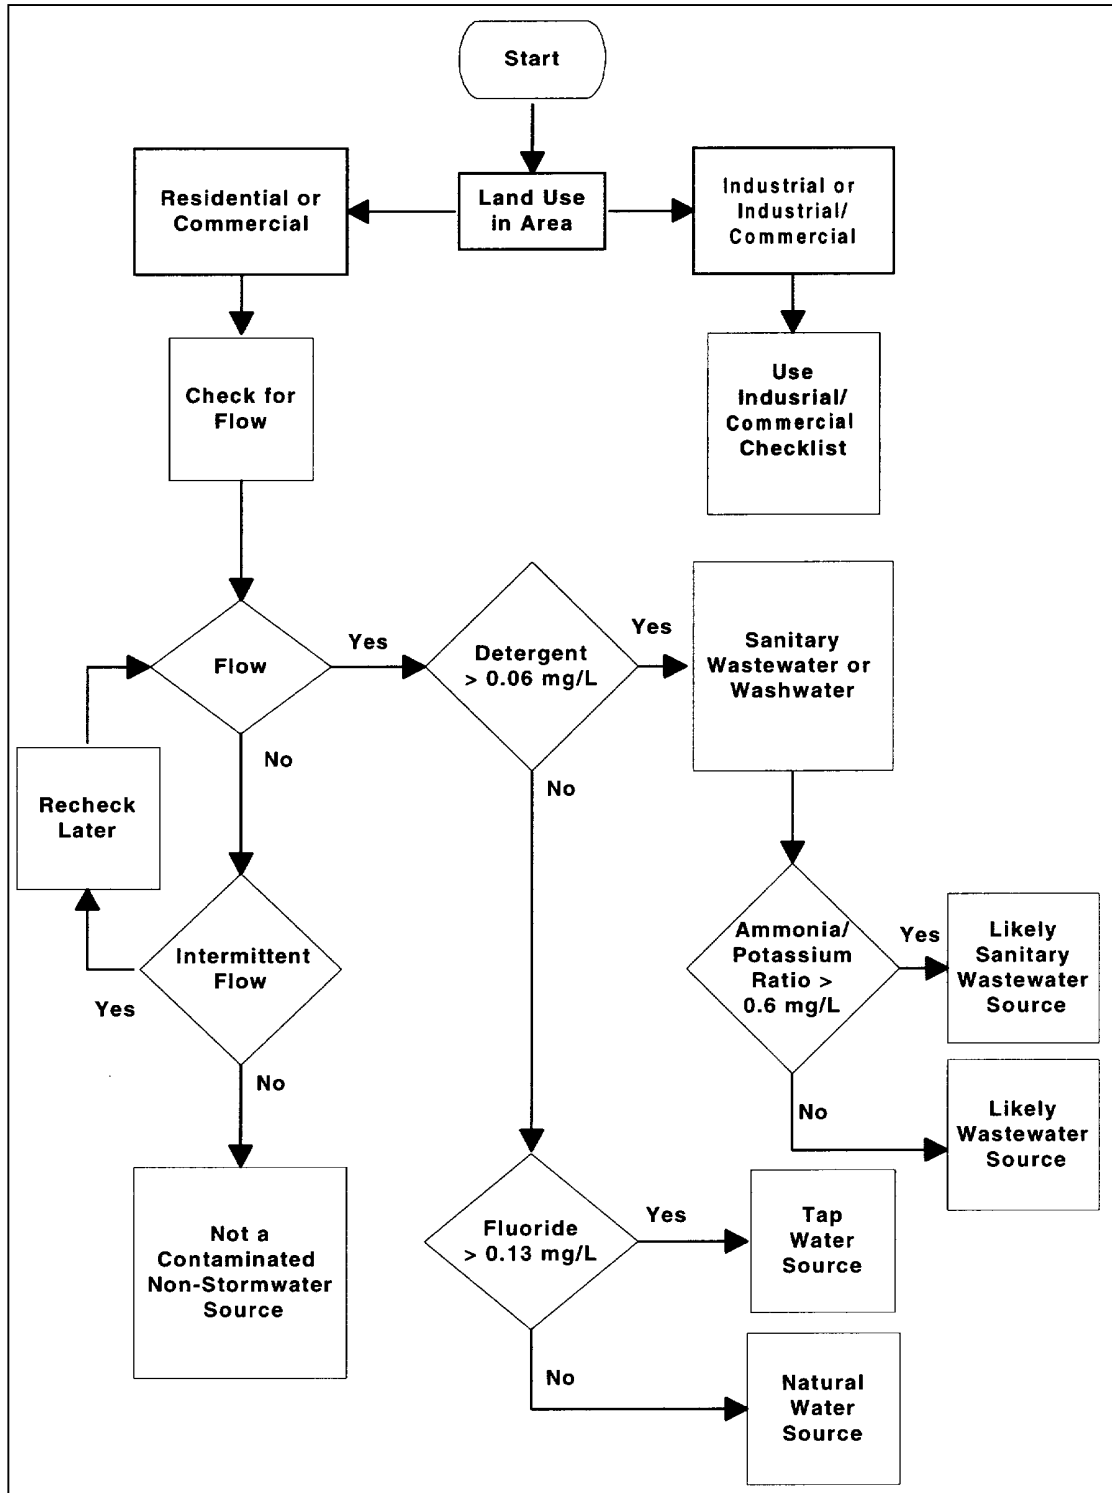 Start
Residential or
Commercial
Land Use
in Area
Industrial or
Industrial/
Commercial
Check for
Flow
Use
Indusrial/
Commercial
Checklist
Flow
Yes
Detergent
> 0.06 mg/L
Yes
Sanitary
Wastewater or
Washwater
No
No
Recheck
Later
Intermittent
Flow
Yes
No
Ammonia/
Potassium
Ratio >
0.6 mg/L
Yes
Likely
Sanitary
Wastewater
Source
No
Likely
Wastewater
Source
Not a
Contaminated
Non-Stormwater
Source
Fluoride
> 0.13 mg/L
Yes
Tap
Water
Source
No
Natural
Water
Source